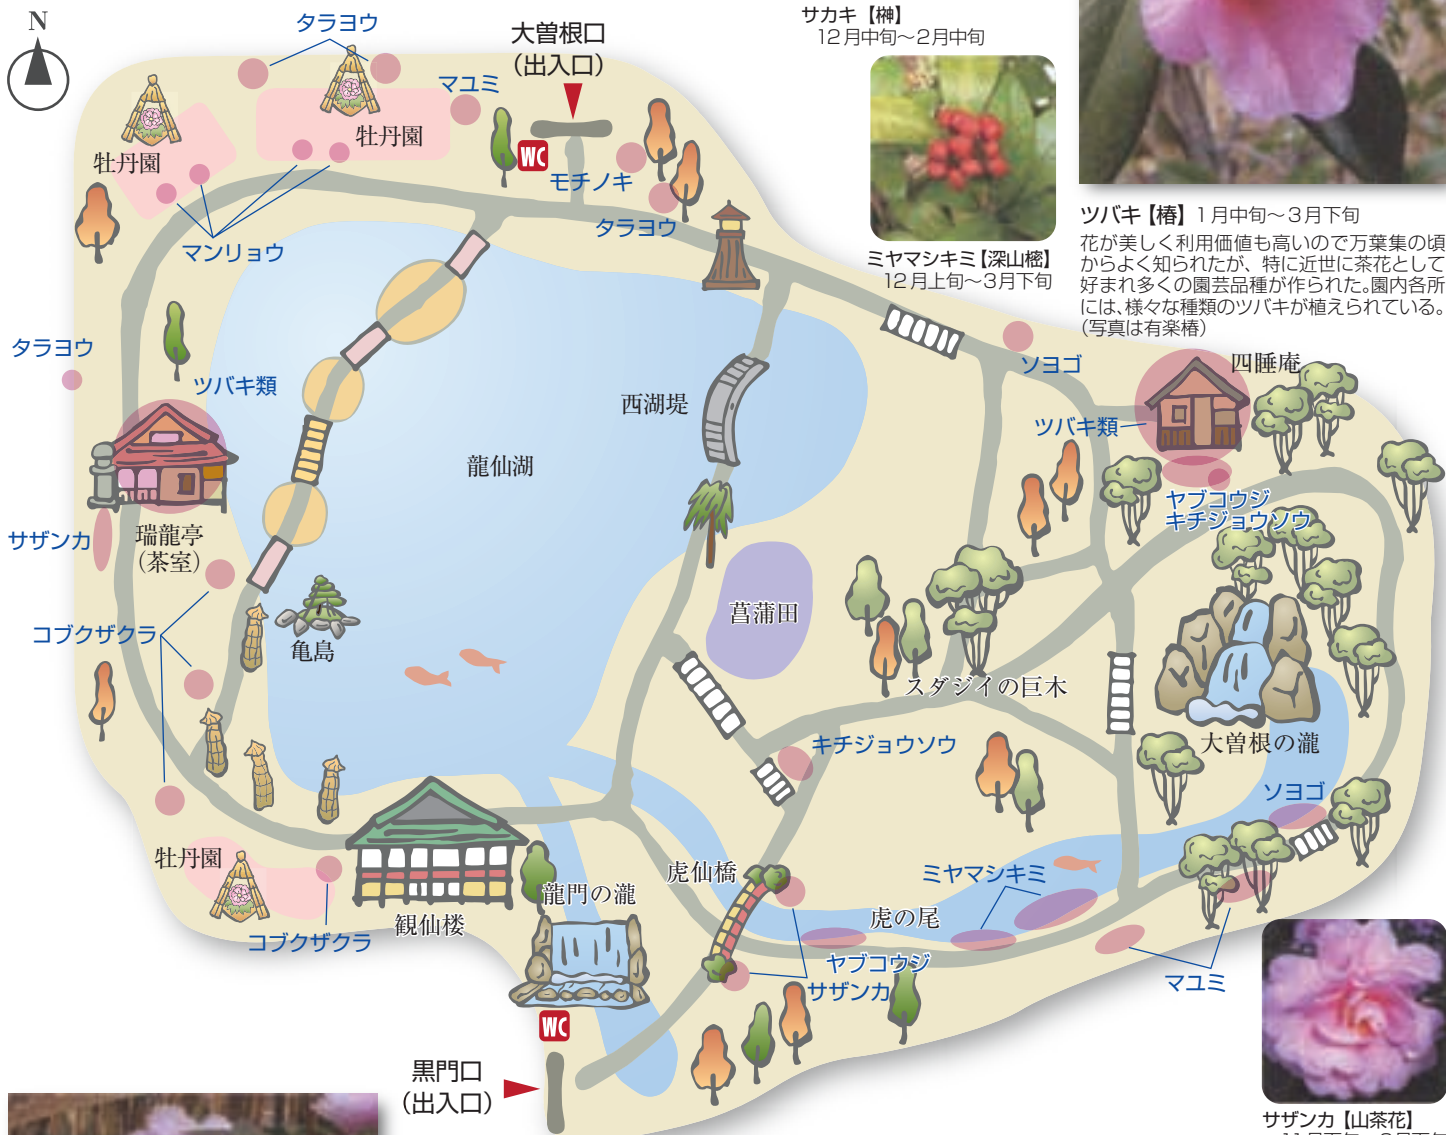 N
タラヨウ
大曽根口
(出入口)
マユミ
牡丹園
牡丹園
WC
モチノキ
タラヨウ
マンリョウ
サカキ【榊】
12月中旬～2月中旬
ミヤマシキミ【深山樒】
12月上旬～3月下旬
ツバキ【椿】1月中旬～3月下旬
花が美しく利用価値も高いので万葉集の頃
からよく知られたが、特に近世に茶花として
好まれ多くの園芸品種が作られた。園内各所
には、様々な種類のツバキが植えられている。
(写真は有楽椿)
タラヨウ
ツバキ類
西湖堤
龍仙湖
ソヨゴ
四睡庵
ツバキ類
ヤブコウジ
キチジョウソウ
サザンカ
瑞龍亭
(茶室)
コブクザクラ
亀島
菖蒲田
スダジイの巨木
大曽根の瀧
キチジョウソウ
ソヨゴ
牡丹園
コブクザクラ
観仙楼
龍門の瀧
虎仙橋
ミヤマシキミ
虎の尾
ヤブコウジ
サザンカ
マユミ
WC
黒門口
(出入口)
サザンカ【山茶花】